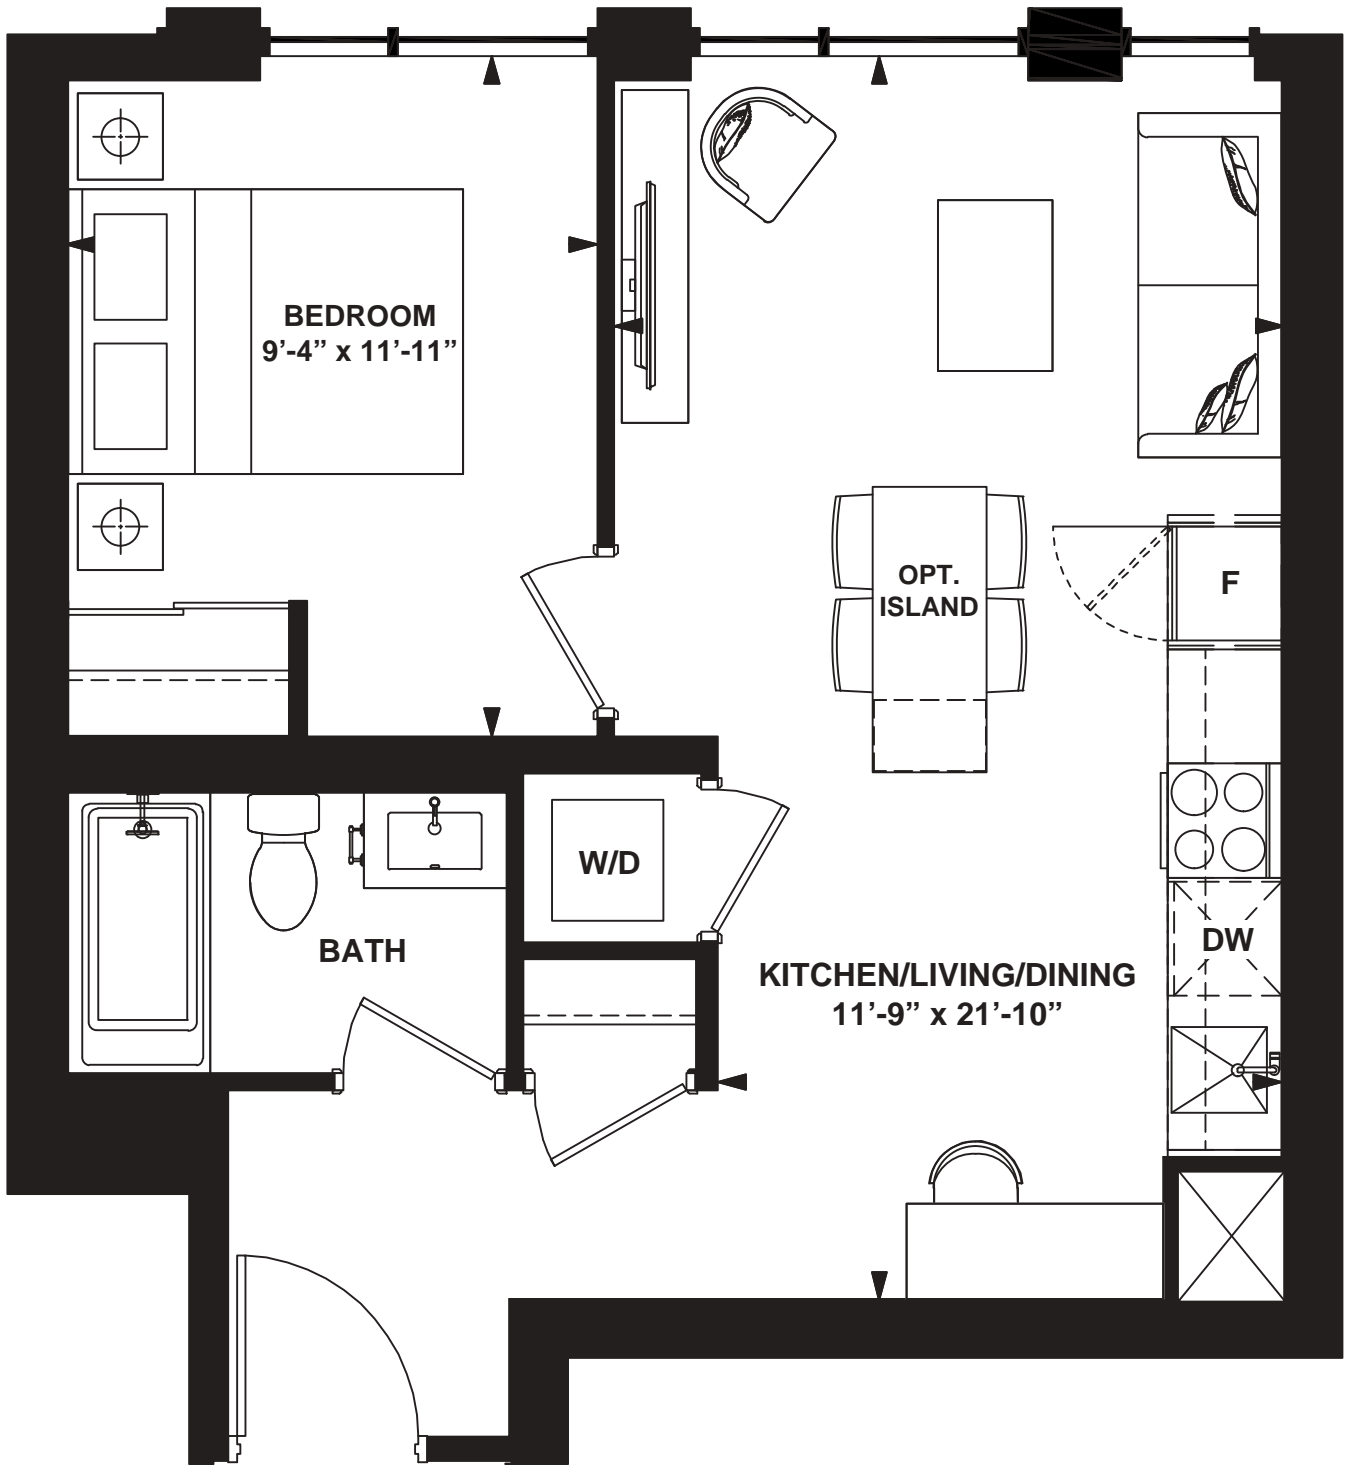 BEDROOM
9’-4” x 11’-11”
OPT.
ISLAND
F
W/D
BATH
DW
KITCHEN/LIVING/DINING
11’-9” x 21’-10”